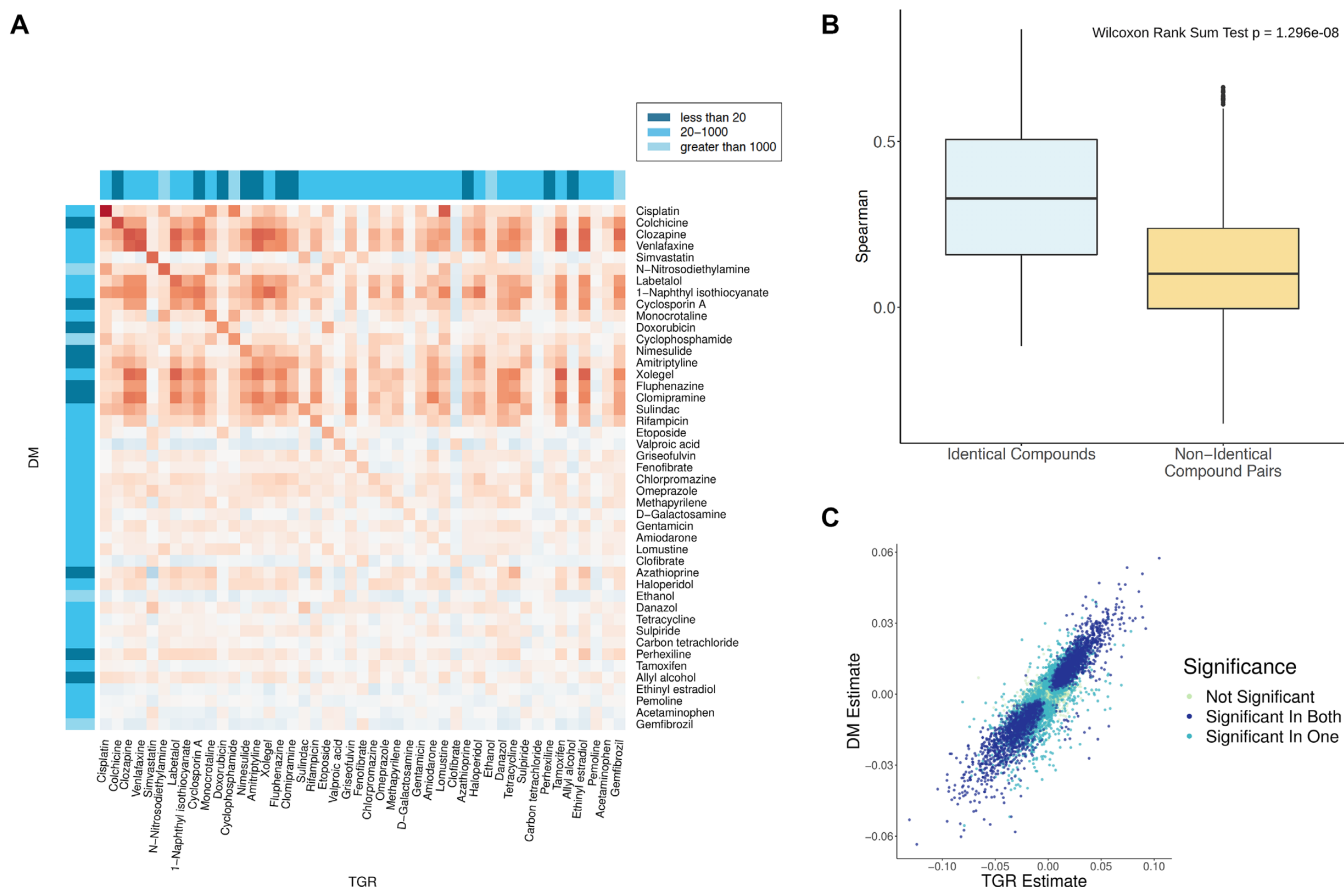 A
less than 20
20−1000
greater than 1000
Cisplatin
Colchicine
Clozapine
Venlafaxine
Simvastatin
N−Nitrosodiethylamine
Labetalol
1−Naphthyl isothiocyanate
Cyclosporin A
Monocrotaline
Doxorubicin
Cyclophosphamide
Nimesulide
Amitriptyline
Xolegel
Fluphenazine
Clomipramine
Sulindac
Rifampicin
Etoposide
Valproic acid
Griseofulvin
Fenofibrate
Chlorpromazine
Omeprazole
Methapyrilene
D−Galactosamine
Gentamicin
Amiodarone
Lomustine
Clofibrate
Azathioprine
Haloperidol
Ethanol
Danazol
Tetracycline
Sulpiride
Carbon tetrachloride
Perhexiline
Tamoxifen
Allyl alcohol
Ethinyl estradiol
Pemoline
Acetaminophen
Gemfibrozil
DM
Cisplatin
Colchicine
Clozapine
Venlafaxine
Simvastatin
N−Nitrosodiethylamine
Labetalol
1−Naphthyl isothiocyanate
Cyclosporin A
Monocrotaline
Doxorubicin
Cyclophosphamide
Nimesulide
Amitriptyline
Xolegel
Fluphenazine
Clomipramine
Sulindac
Rifampicin
Etoposide
Valproic acid
Griseofulvin
Fenofibrate
Chlorpromazine
Omeprazole
Methapyrilene
D−Galactosamine
Gentamicin
Amiodarone
Lomustine
Clofibrate
Azathioprine
Haloperidol
Ethanol
Danazol
Tetracycline
Sulpiride
Carbon tetrachloride
Perhexiline
Tamoxifen
Allyl alcohol
Ethinyl estradiol
Pemoline
Acetaminophen
Gemfibrozil
TGR
B
Wilcoxon Rank Sum Test p = 1.296e−08
Spearman
0.5
0.0
Identical Compounds
Non−Identical
Compound Pairs
C
DM Estimate
0.06
0.03
0.00
−0.03
−0.06
−0.10
−0.05
0.00
0.05
0.10
TGR Estimate
Significance
Not Significant
Significant In Both
Significant In One